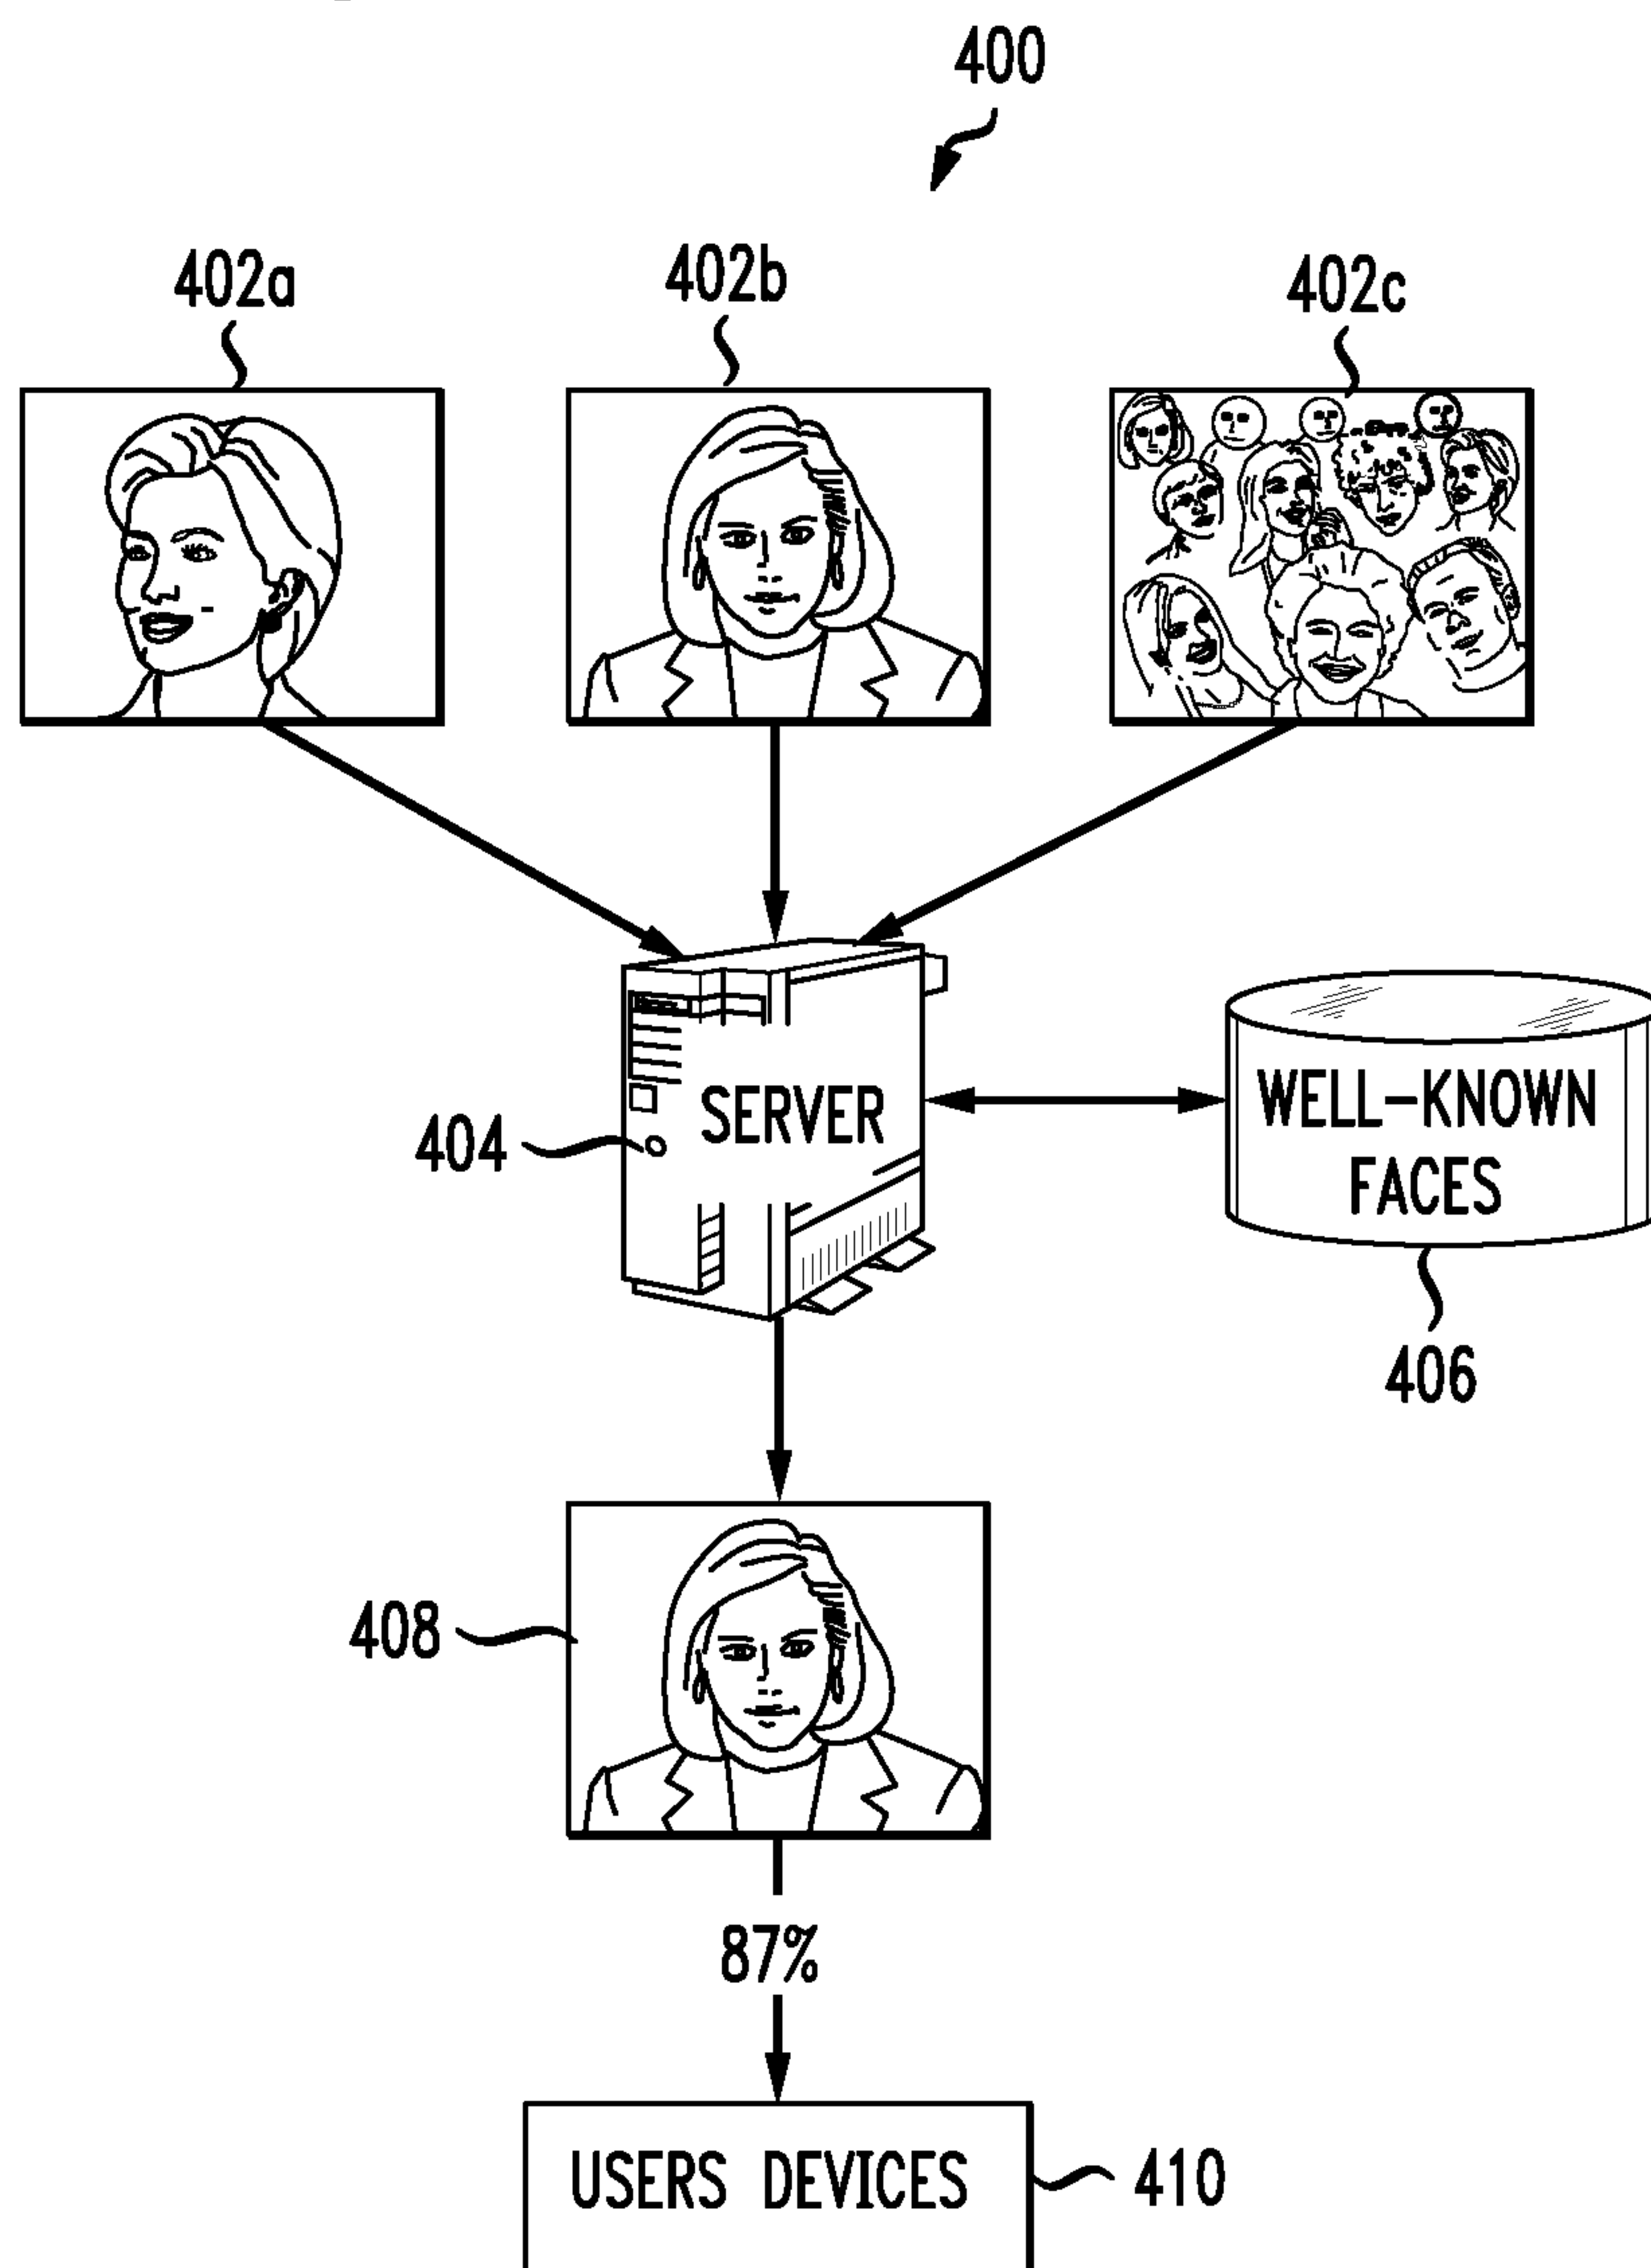 400
402a
402b
402c
SERVER
404
WELL-KNOWN
FACES
406
408
87%
USERS DEVICES
410